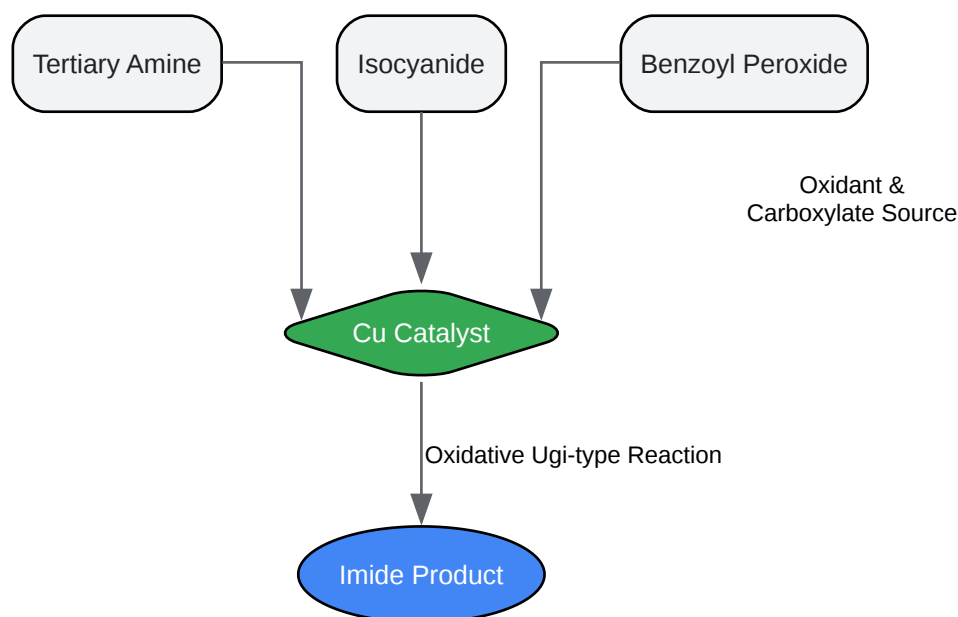 Tertiary Amine
Isocyanide
Benzoyl Peroxide
Oxidant &
Carboxylate Source
Cu Catalyst
Oxidative Ugi-type Reaction
Imide Product